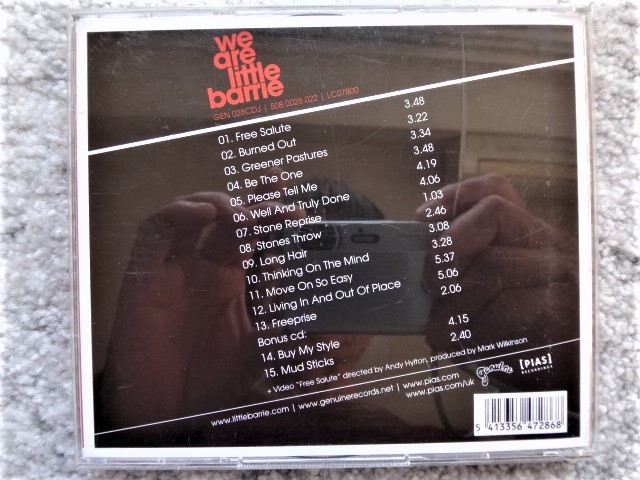 we
are
little
barrie
GEN 028CDJ | 508.0028.022 | LC07800
01. Free Salute 3.48
02. Burned Out 3.22
03. Greener Pastures 3.34
04. Be The One 3.48
05. Please Tell Me 4.19
06. Well And Truly Done 4.06
07. Stone Reprise 1.03
08. Stones Throw 2.46
09. Long Hair 3.08
10. Thinking On The Mind 3.28
11. Move On So Easy 5.37
12. Living In And Out Of Place 5.06
13. Freeprise 2.06
Bonus cd:
14. Buy My Style 4.15
15. Mud Sticks 2.40
+ Video "Free Salute" directed by Andy Hylton, produced by Mark Wilkinson
www.littlebarrie.com | www.genuinerecords.net | www.pias.com
www.pias.com/uk
genuine
[PIAS]
RECORDINGS
5 413356 472868